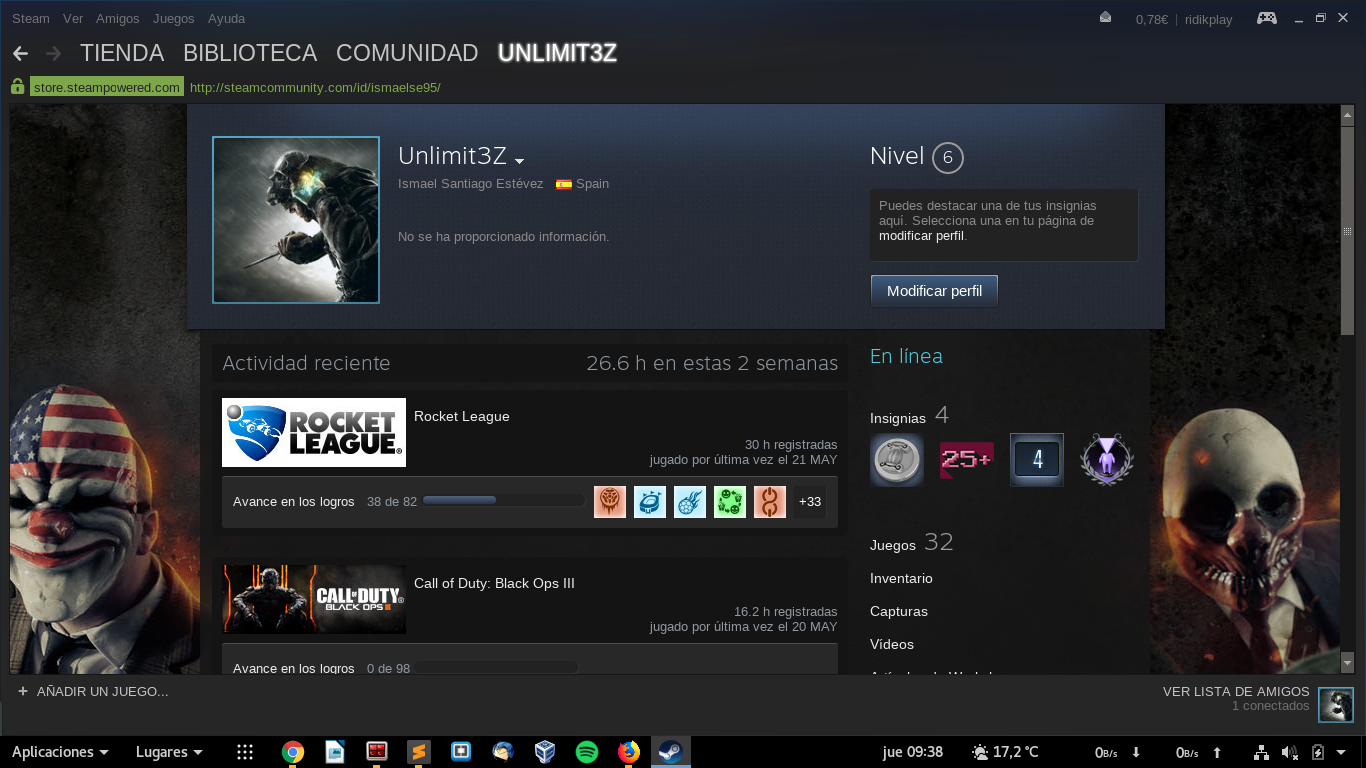 Steam Ver Amigos Juegos Ayuda
0,78€ | ridikplay
TIENDA BIBLIOTECA COMUNIDAD UNLIMIT3Z
store.steampowered.com http://steamcommunity.com/id/ismaelse95/
Unlimit3Z
Ismael Santiago Estévez Spain
No se ha proporcionado información.
Nivel 6
Puedes destacar una de tus insignias
aquí. Selecciona una en tu página de
modificar perfil.
Modificar perfil
Actividad reciente 26.6 h en estas 2 semanas
ROCKET
LEAGUE
Rocket League
30 h registradas
jugado por última vez el 21 MAY
Avance en los logros 38 de 82 +33
CALL OF DUTY
BLACK OPS III
Call of Duty: Black Ops III
16.2 h registradas
jugado por última vez el 20 MAY
Avance en los logros 0 de 98
En línea
Insignias 4
25+ 4
Juegos 32
Inventario
Capturas
Vídeos
+ AÑADIR UN JUEGO...
VER LISTA DE AMIGOS
1 conectados
Aplicaciones Lugares jue 09:38 17,2 °C 0B/s 0B/s